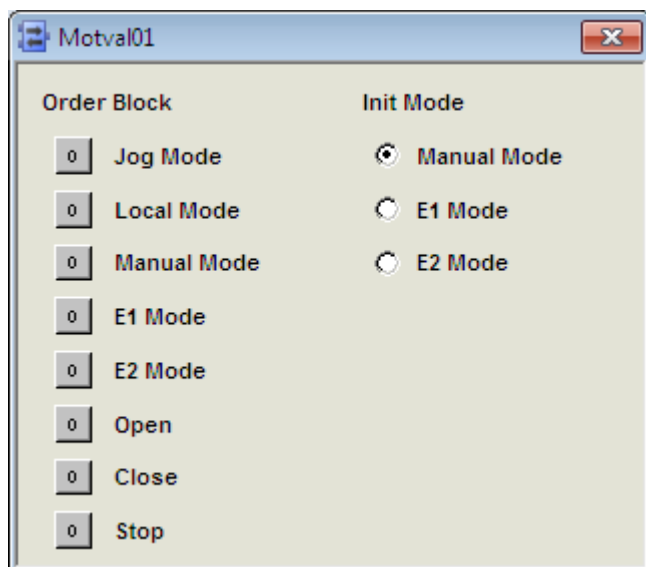 Motval01
Order Block Init Mode
0 Jog Mode Manual Mode
0 Local Mode E1 Mode
0 Manual Mode E2 Mode
0 E1 Mode
0 E2 Mode
0 Open
0 Close
0 Stop